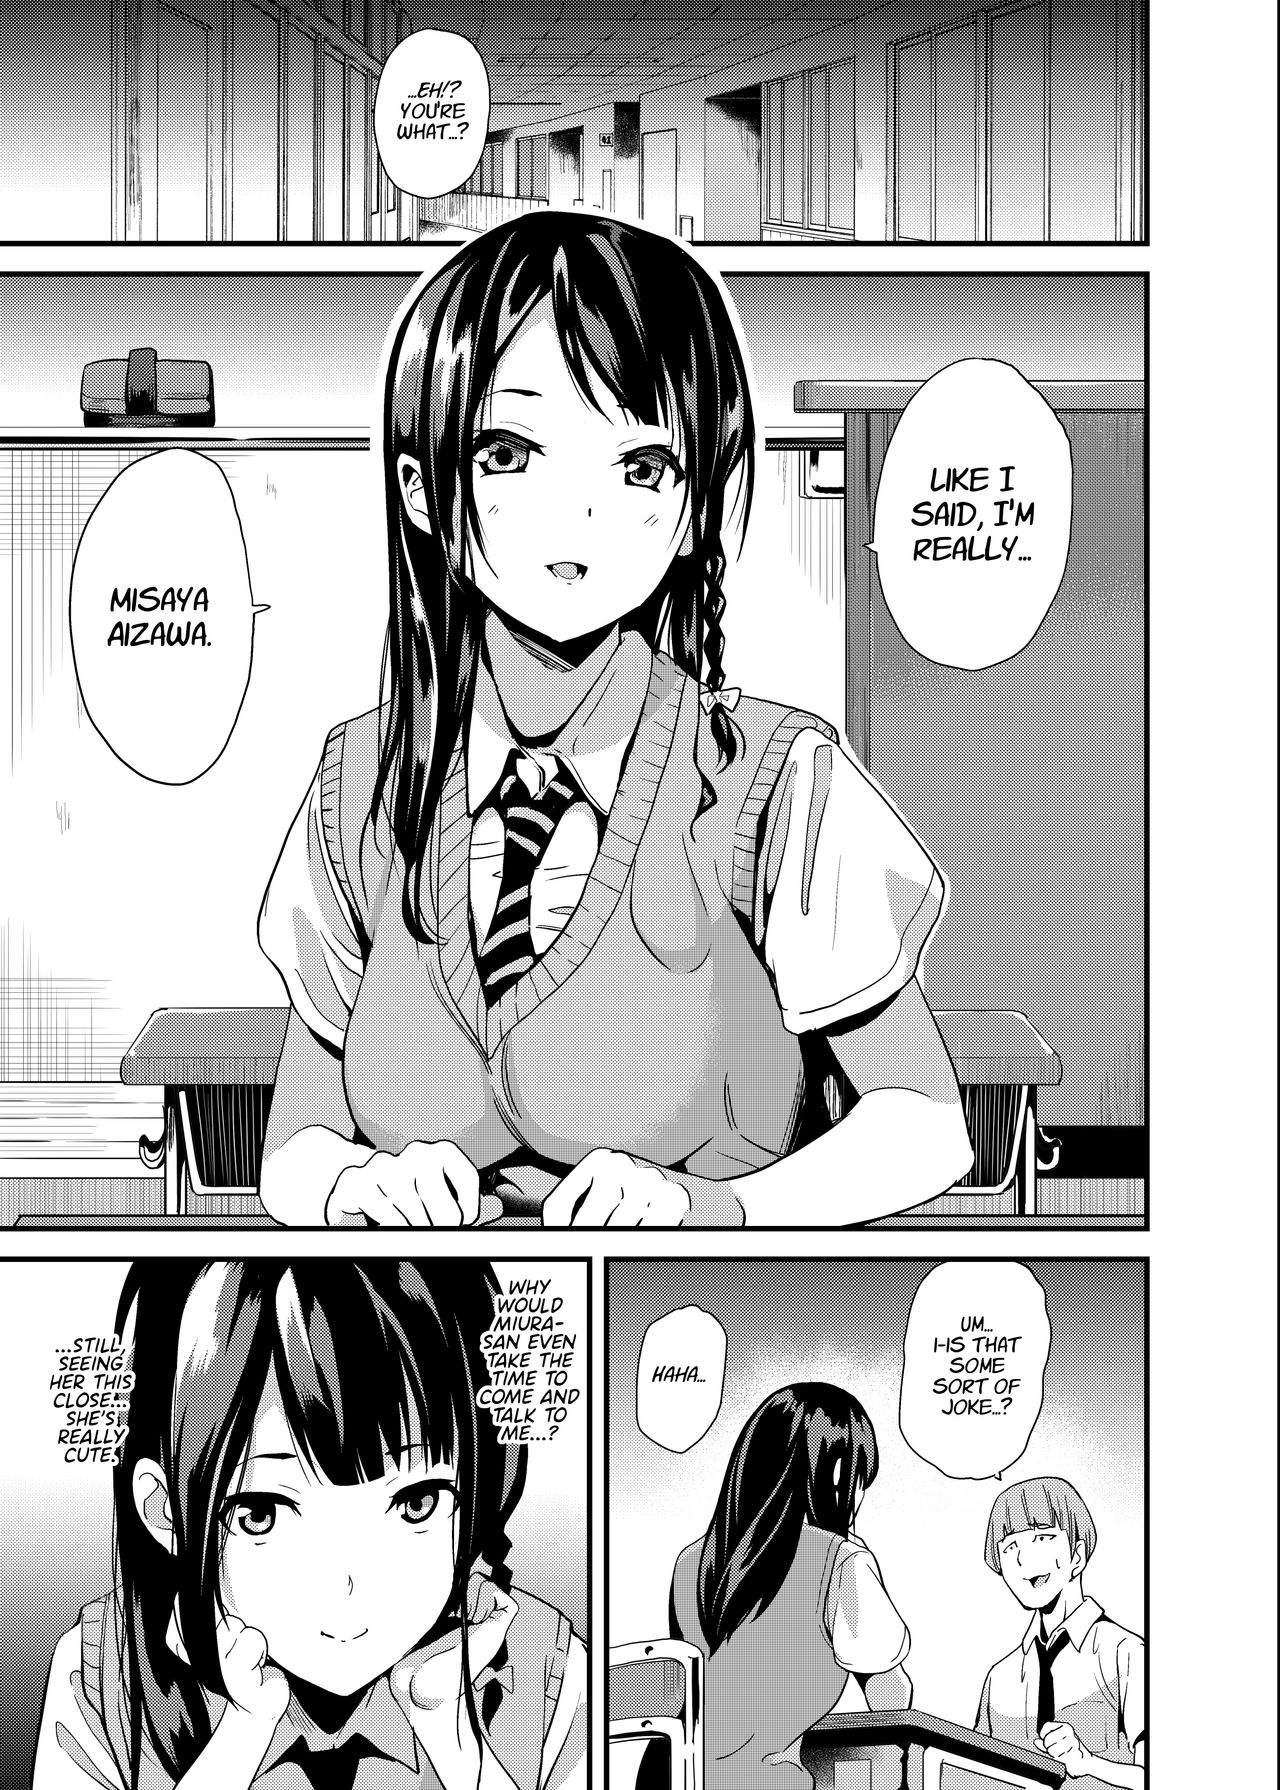 ...EH!?
YOU'RE
WHAT...?
LIKE I
SAID, I'M
REALLY...
MISAYA
AIZAWA.
UM...
I-IS THAT
SOME
SORT OF
JOKE...?
HAHA...
WHY
WOULD
MIURA-
SAN EVEN
TAKE THE
TIME TO
COME AND
TALK TO
ME...?
...STILL,
SEEING
HER THIS
CLOSE...
SHE'S
REALLY
CUTE.